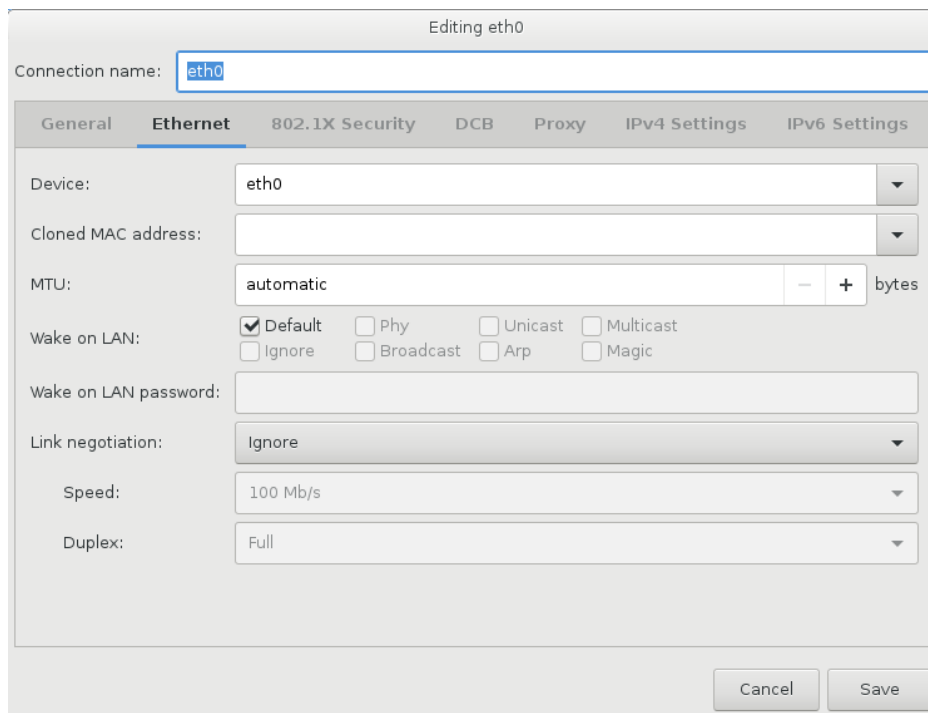 Editing eth0
Connection name: eth0
General Ethernet 802.1X Security DCB Proxy IPv4 Settings IPv6 Settings
Device: eth0
Cloned MAC address:
MTU: automatic − + bytes
Wake on LAN: Default Phy Unicast Multicast
Ignore Broadcast Arp Magic
Wake on LAN password:
Link negotiation: Ignore
Speed: 100 Mb/s
Duplex: Full
Cancel Save